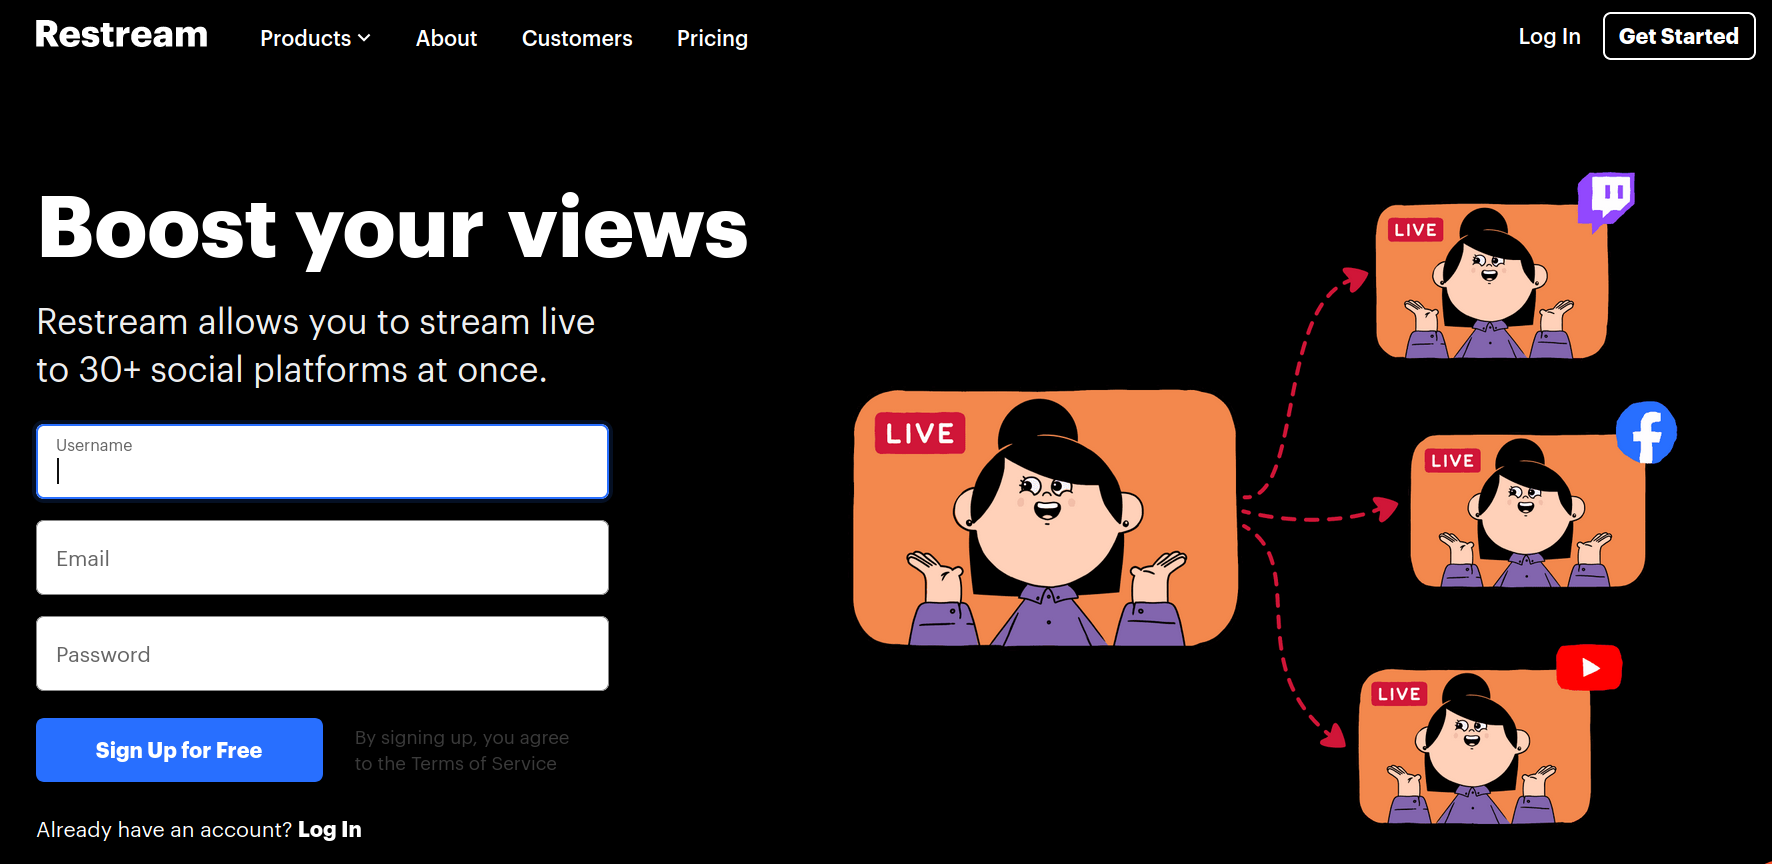 Restream
Products
About
Customers
Pricing
Log In
Get Started
Boost your views
Restream allows you to stream live
to 30+ social platforms at once.
Username
Email
Password
Sign Up for Free
By signing up, you agree
to the Terms of Service
Already have an account? Log In
LIVE
LIVE
LIVE
LIVE